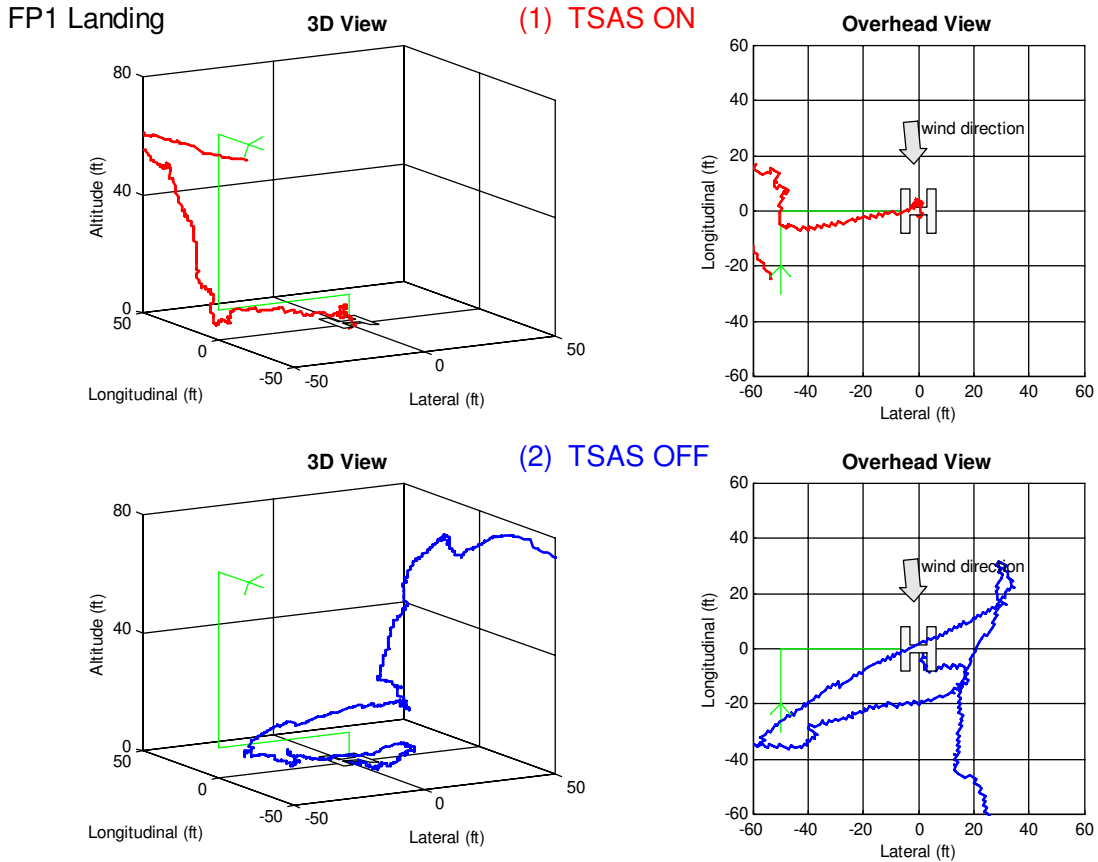 FP1 Landing
(1) TSAS ON
3D View
80
40
0
Altitude (ft)
50
0
-50
Longitudinal (ft)
-50
0
50
Lateral (ft)
Overhead View
60
40
20
0
-20
-40
-60
Longitudinal (ft)
wind direction
-60
-40
-20
0
20
40
60
Lateral (ft)
(2) TSAS OFF
3D View
80
40
0
Altitude (ft)
50
0
-50
Longitudinal (ft)
-50
0
50
Lateral (ft)
Overhead View
60
40
20
0
-20
-40
-60
Longitudinal (ft)
wind direction
-60
-40
-20
0
20
40
60
Lateral (ft)